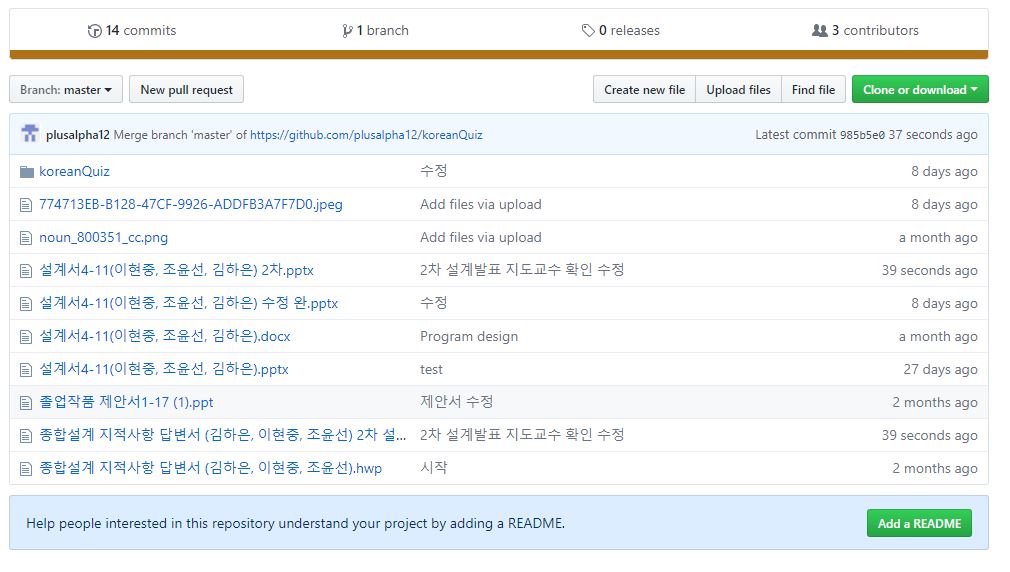 14 commits 1 branch 0 releases 3 contributors
Branch: master New pull request Create new file Upload files Find file Clone or download
plusalpha12 Merge branch 'master' of https://github.com/plusalpha12/koreanQuiz Latest commit 985b5e0 37 seconds ago
koreanQuiz 수정 8 days ago
774713EB-B128-47CF-9926-ADDFB3A7F7D0.jpeg Add files via upload 8 days ago
noun_800351_cc.png Add files via upload a month ago
설계서4-11(이현중, 조윤선, 김하은) 2차.pptx 2차 설계발표 지도교수 확인 수정 39 seconds ago
설계서4-11(이현중, 조윤선, 김하은) 수정 완.pptx 수정 8 days ago
설계서4-11(이현중, 조윤선, 김하은).docx Program design a month ago
설계서4-11(이현중, 조윤선, 김하은).pptx test 27 days ago
졸업작품 제안서1-17 (1).ppt 제안서 수정 2 months ago
종합설계 지적사항 답변서 (김하은, 이현중, 조윤선) 2차 설... 2차 설계발표 지도교수 확인 수정 39 seconds ago
종합설계 지적사항 답변서 (김하은, 이현중, 조윤선).hwp 시작 2 months ago
Help people interested in this repository understand your project by adding a README. Add a README